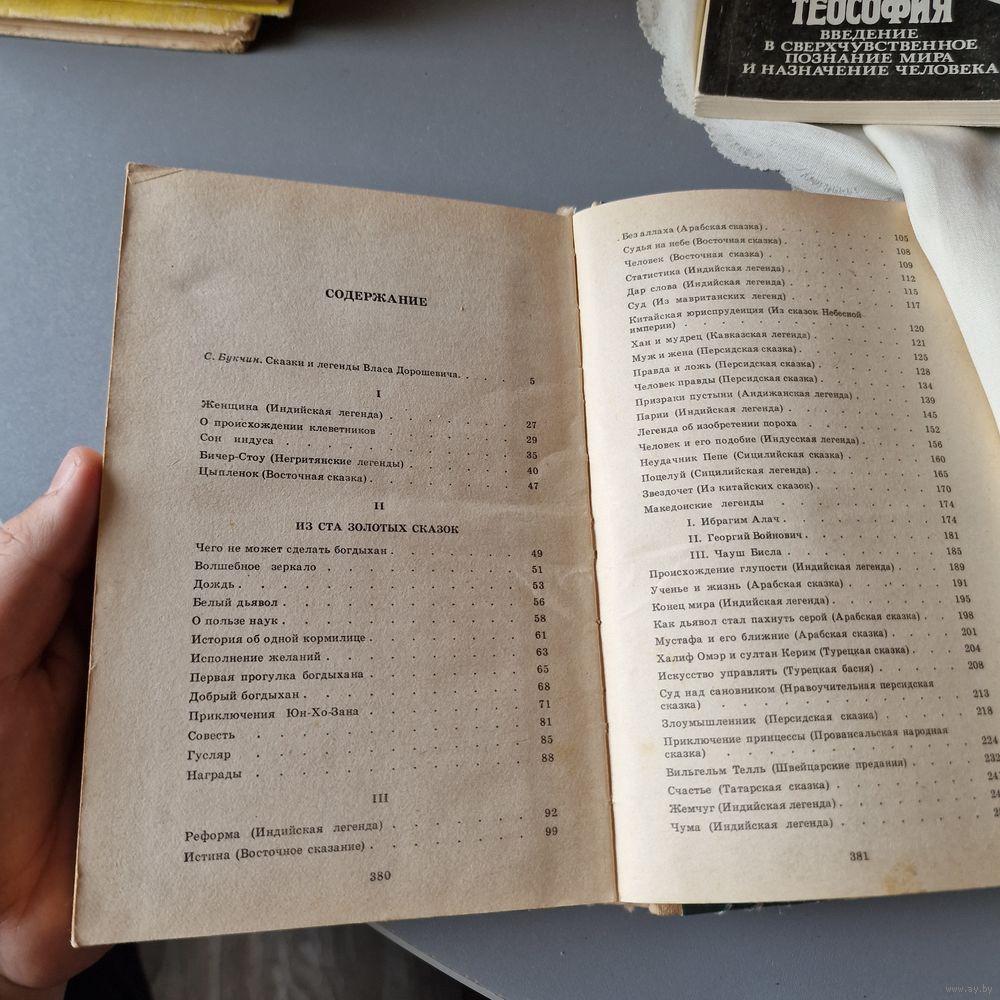 ТЕОСОФИЯ
ВВЕДЕНИЕ
В СВЕРХЧУВСТВЕННОЕ
ПОЗНАНИЕ МИРА
И НАЗНАЧЕНИЕ ЧЕЛОВЕКА
СОДЕРЖАНИЕ
С. Букчин. Сказки и легенды Власа Дорошевича. . . . . 5
I
Женщина (Индийская легенда) . . . . . 27
О происхождении клеветников . . . . . 29
Сон индуса . . . . . 35
Бичер-Стоу (Негритянские легенды) . . . . . 40
Цыпленок (Восточная сказка) . . . . . 47
II
ИЗ СТА ЗОЛОТЫХ СКАЗОК
Чего не может сделать богдыхан . . . . . 49
Волшебное зеркало . . . . . 51
Дождь . . . . . 53
Белый дьявол . . . . . 56
О пользе наук . . . . . 58
История об одной кормилице . . . . . 61
Исполнение желаний . . . . . 63
Первая прогулка богдыхана . . . . . 65
Добрый богдыхан . . . . . 68
Приключения Юн-Хо-Зана . . . . . 71
Совесть . . . . . 81
Гусляр . . . . . 85
Награды . . . . . 88
III
Реформа (Индийская легенда) . . . . . 92
Истина (Восточное сказание) . . . . . 99
380
Без аллаха (Арабская сказка) . . . . . 105
Судья на небе (Восточная сказка) . . . . . 108
Человек (Восточная сказка) . . . . . 109
Статистика (Индийская легенда) . . . . . 112
Дар слова (Индийская легенда) . . . . . 115
Суд (Из мавританских легенд) . . . . . 117
Китайская юриспруденция (Из сказок Небесной
империи) . . . . . 120
Хан и мудрец (Кавказская легенда) . . . . . 121
Муж и жена (Персидская сказка) . . . . . 125
Правда и ложь (Персидская сказка) . . . . . 128
Человек правды (Персидская сказка) . . . . . 134
Призраки пустыни (Андижанская легенда) . . . . . 139
Парии (Индийская легенда) . . . . . 145
Легенда об изобретении пороха . . . . . 152
Человек и его подобие (Индусская легенда) . . . . . 156
Неудачник Пепе (Сицилийская сказка) . . . . . 160
Поцелуй (Сицилийская легенда) . . . . . 165
Звездочет (Из китайских сказок) . . . . . 170
Македонские легенды . . . . . 174
I. Ибрагим Алач . . . . . 174
II. Георгий Войнович . . . . . 181
III. Чауш Бисла . . . . . 185
Происхождение глупости (Индийская легенда) . . . . . 189
Ученье и жизнь (Арабская сказка) . . . . . 191
Конец мира (Индийская легенда) . . . . . 195
Как дьявол стал пахнуть серой (Арабская сказка) . . . . . 198
Мустафа и его ближние (Арабская сказка) . . . . . 201
Халиф Омэр и султан Керим (Турецкая сказка) . . . . . 204
Искусство управлять (Турецкая басня) . . . . . 208
Суд над сановником (Нравоучительная персидская
сказка) . . . . . 213
Злоумышленник (Персидская сказка) . . . . . 218
Приключение принцессы (Провансальская народная
сказка) . . . . . 224
Вильгельм Телль (Швейцарские предания) . . . . . 232
Счастье (Татарская сказка) . . . . .
Жемчуг (Индийская легенда) . . . . .
Чума (Индийская легенда) . . . . .
381
www.ay.by